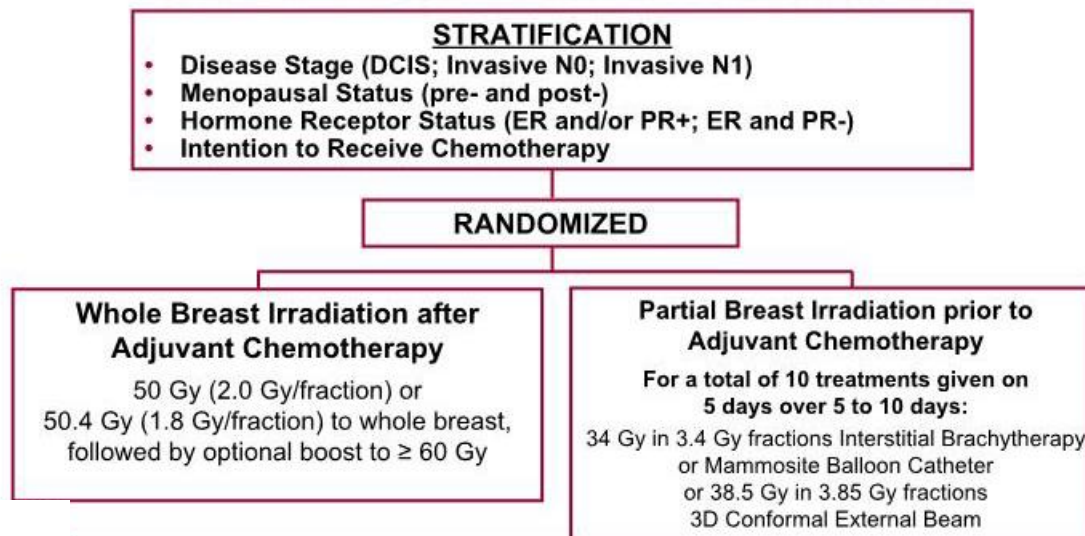 STRATIFICATION
• Disease Stage (DCIS; Invasive N0; Invasive N1)
• Menopausal Status (pre- and post-)
• Hormone Receptor Status (ER and/or PR+; ER and PR-)
• Intention to Receive Chemotherapy
RANDOMIZED
Whole Breast Irradiation after
Adjuvant Chemotherapy
50 Gy (2.0 Gy/fraction) or
50.4 Gy (1.8 Gy/fraction) to whole breast,
followed by optional boost to ≥ 60 Gy
Partial Breast Irradiation prior to
Adjuvant Chemotherapy
For a total of 10 treatments given on
5 days over 5 to 10 days:
34 Gy in 3.4 Gy fractions Interstitial Brachytherapy
or Mammosite Balloon Catheter
or 38.5 Gy in 3.85 Gy fractions
3D Conformal External Beam